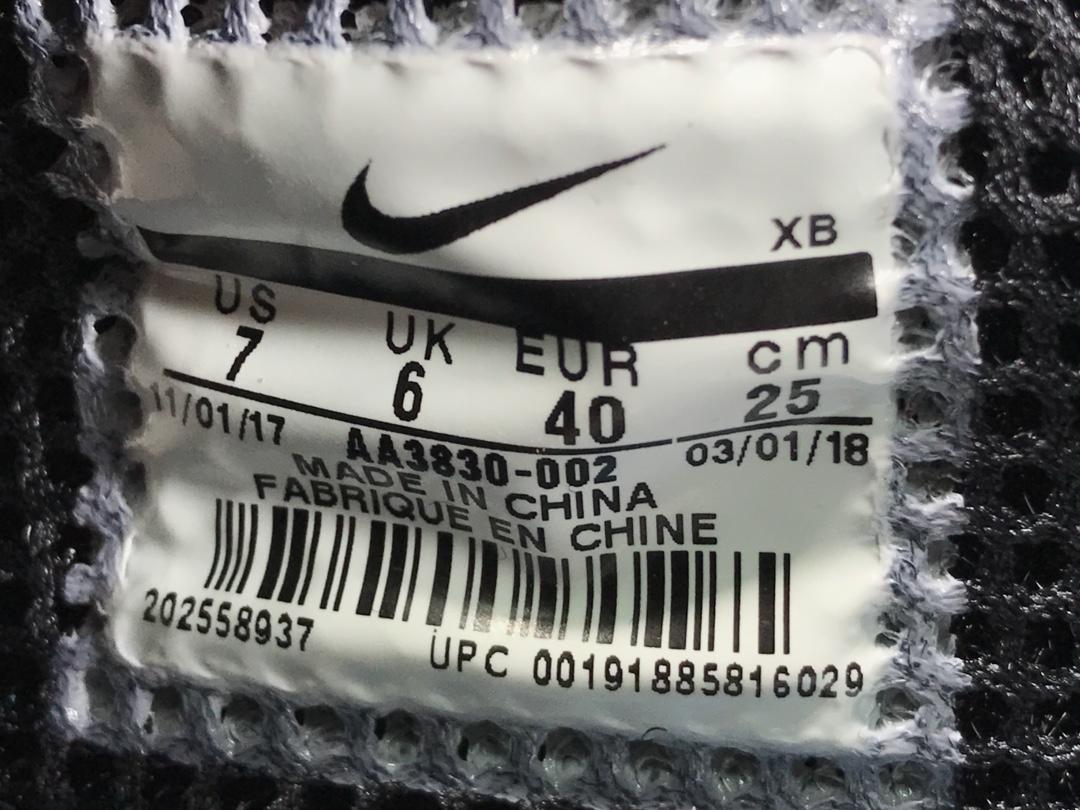 XB
US UK EUR cm
7 6 40 25
11/01/17 03/01/18
AA3830-002
MADE IN CHINA
FABRIQUE EN CHINE
202558937
UPC 00191885816029